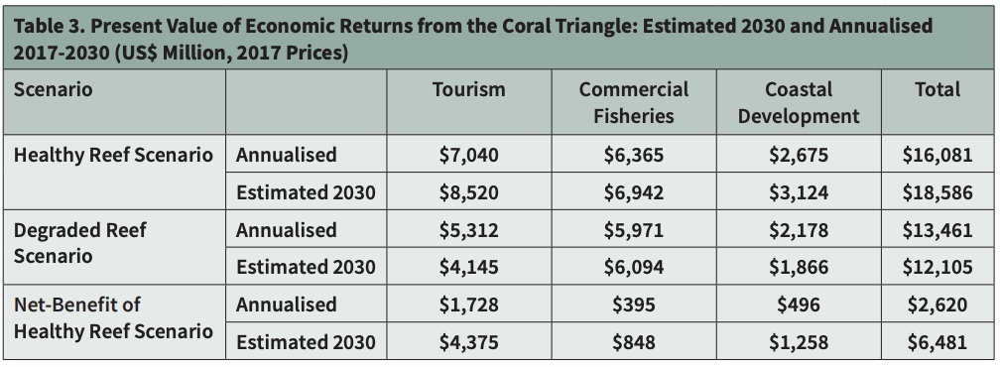 Table 3. Present Value of Economic Returns from the Coral Triangle: Estimated 2030 and Annualised
2017-2030 (US$ Million, 2017 Prices)
Scenario Tourism Commercial Fisheries Coastal Development Total
Healthy Reef Scenario Annualised $7,040 $6,365 $2,675 $16,081
Estimated 2030 $8,520 $6,942 $3,124 $18,586
Degraded Reef Scenario Annualised $5,312 $5,971 $2,178 $13,461
Estimated 2030 $4,145 $6,094 $1,866 $12,105
Net-Benefit of Healthy Reef Scenario Annualised $1,728 $395 $496 $2,620
Estimated 2030 $4,375 $848 $1,258 $6,481